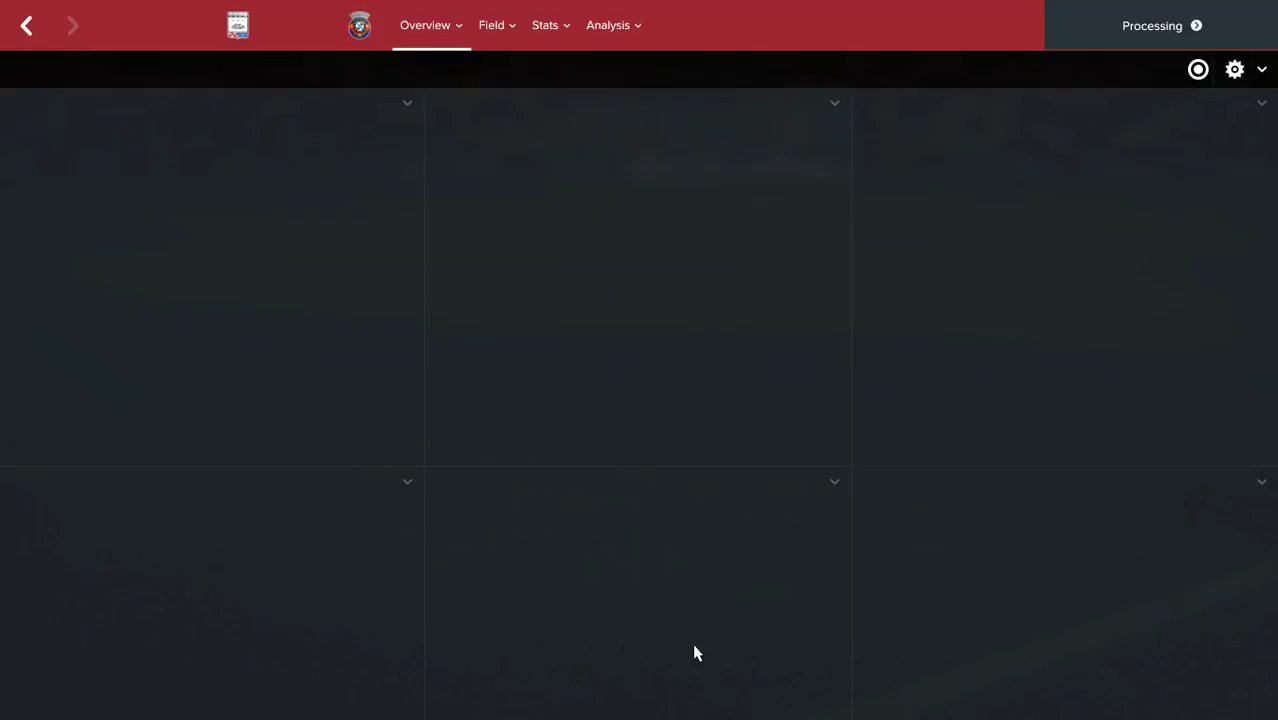 Overview
Field
Stats
Analysis
Processing